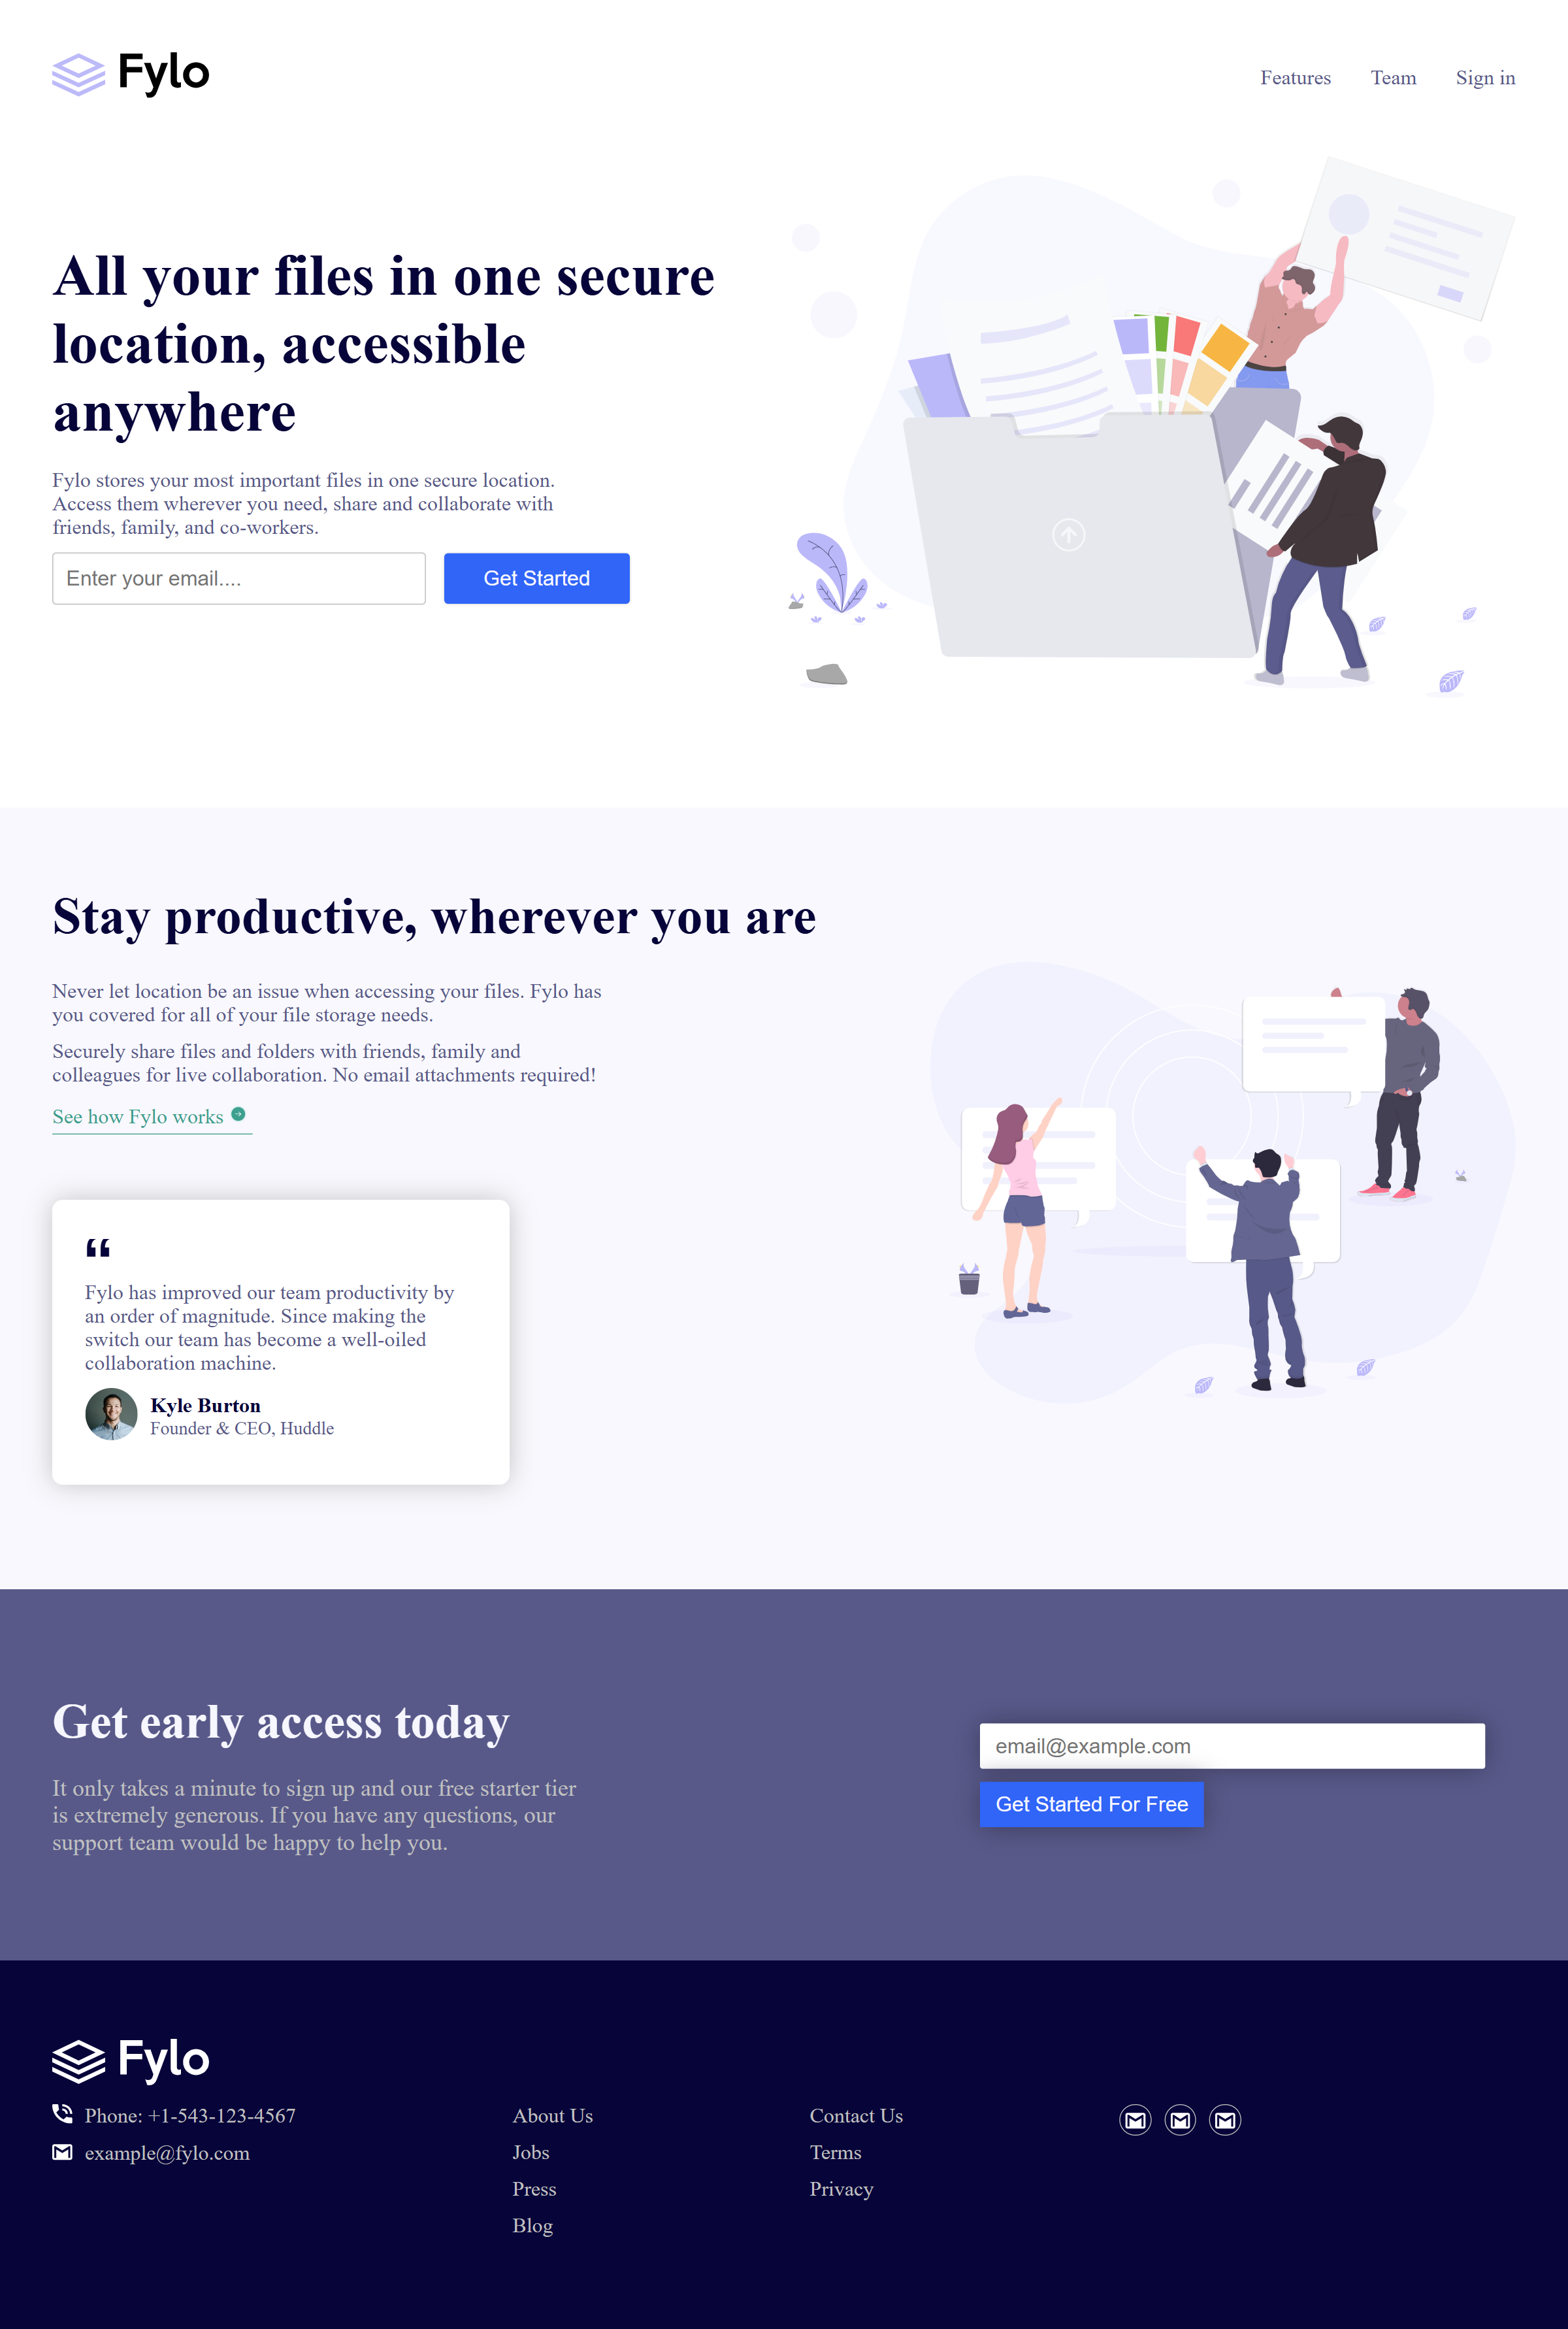 Fylo
Features
Team
Sign in
All your files in one secure
location, accessible
anywhere
Fylo stores your most important files in one secure location.
Access them wherever you need, share and collaborate with
friends, family, and co-workers.
Enter your email....
Get Started
Stay productive, wherever you are
Never let location be an issue when accessing your files. Fylo has
you covered for all of your file storage needs.
Securely share files and folders with friends, family and
colleagues for live collaboration. No email attachments required!
See how Fylo works
“
Fylo has improved our team productivity by
an order of magnitude. Since making the
switch our team has become a well-oiled
collaboration machine.
Kyle Burton
Founder & CEO, Huddle
Get early access today
It only takes a minute to sign up and our free starter tier
is extremely generous. If you have any questions, our
support team would be happy to help you.
email@example.com
Get Started For Free
Fylo
Phone: +1-543-123-4567
example@fylo.com
About Us
Jobs
Press
Blog
Contact Us
Terms
Privacy